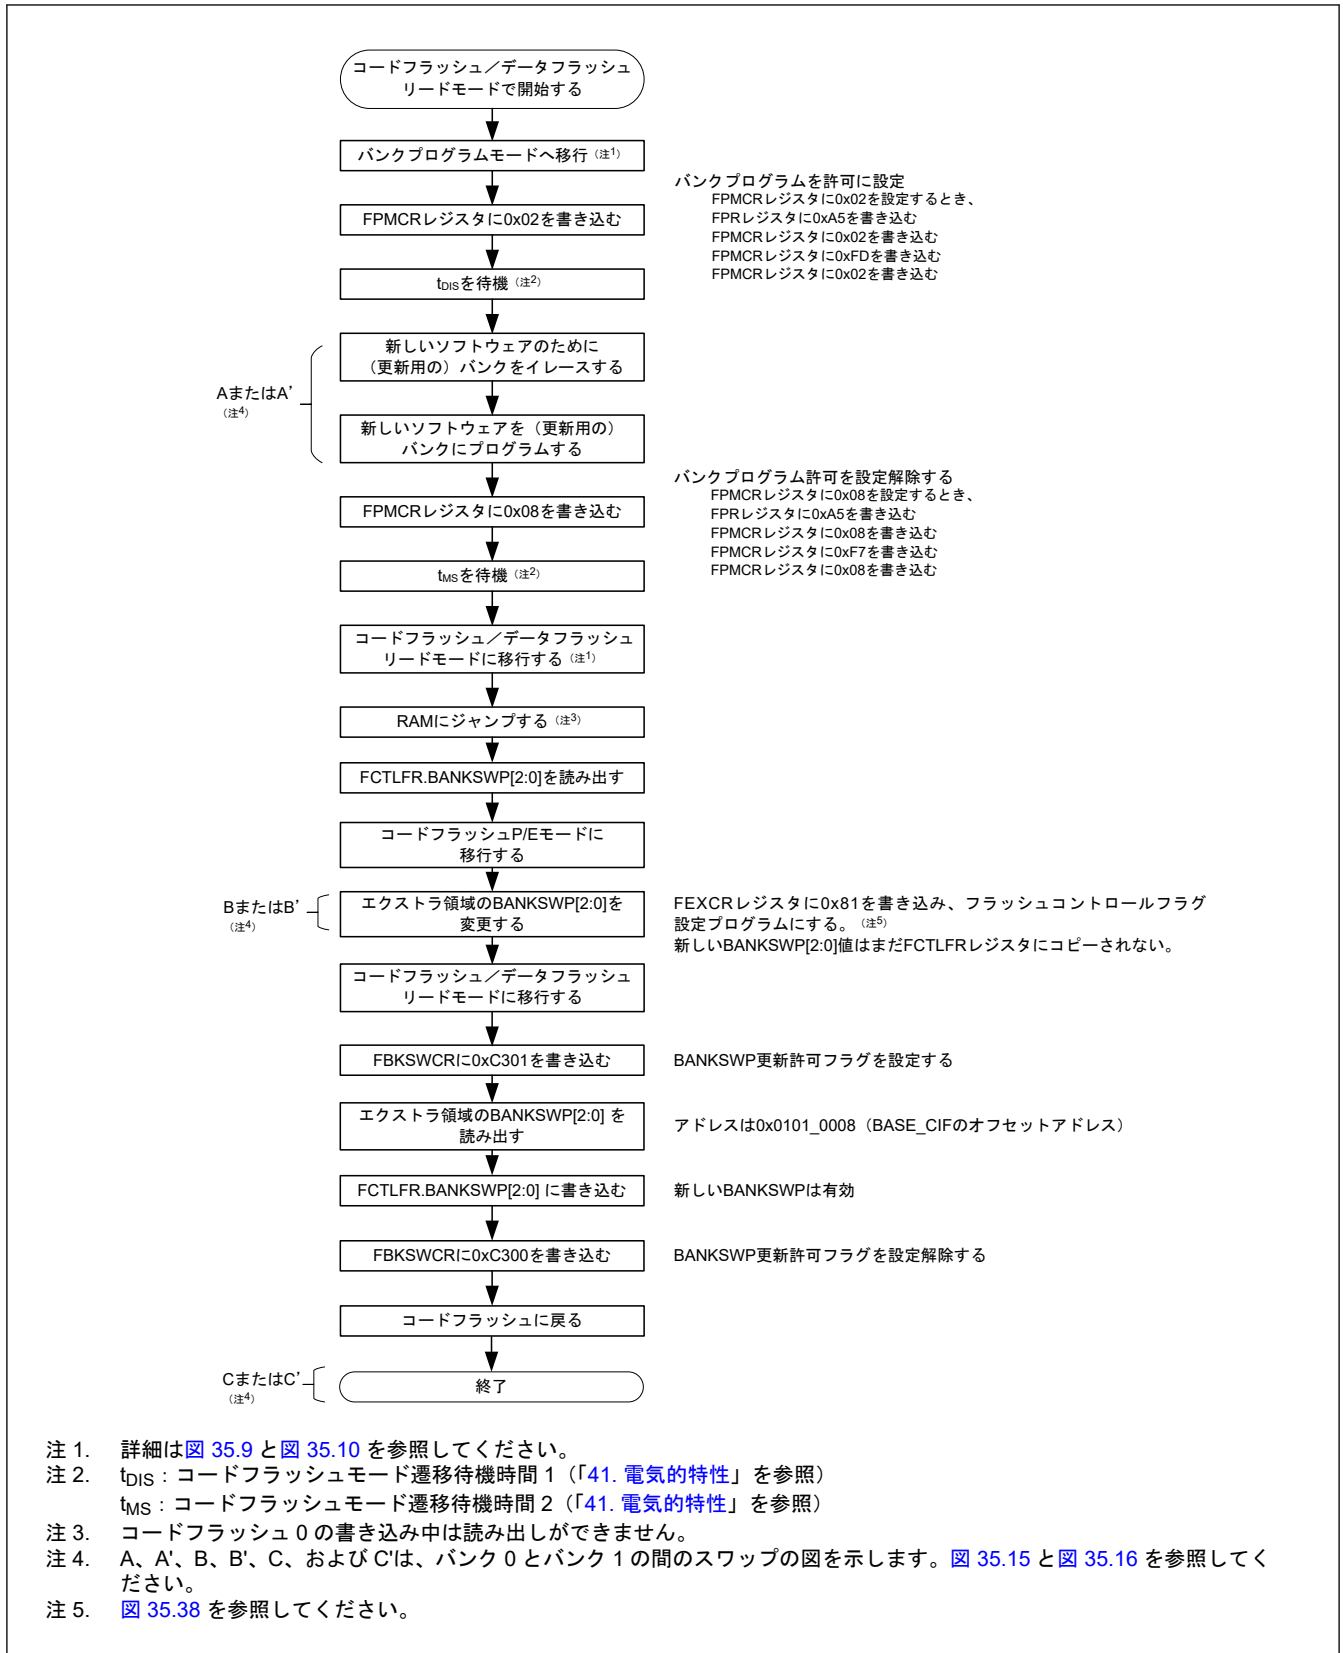 コードフラッシュ／データフラッシュ
リードモードで開始する
バンクプログラムモードへ移行（注1）
FPMCRレジスタに0x02を書き込む
バンクプログラムを許可に設定
FPMCRレジスタに0x02を設定するとき、
FPRレジスタに0xA5を書き込む
FPMCRレジスタに0x02を書き込む
FPMCRレジスタに0xFDを書き込む
FPMCRレジスタに0x02を書き込む
tDISを待機（注2）
AまたはA’
（注4）
新しいソフトウェアのために
（更新用の）バンクをイレースする
新しいソフトウェアを（更新用の）
バンクにプログラムする
FPMCRレジスタに0x08を書き込む
バンクプログラム許可を設定解除する
FPMCRレジスタに0x08を設定するとき、
FPRレジスタに0xA5を書き込む
FPMCRレジスタに0x08を書き込む
FPMCRレジスタに0xF7を書き込む
FPMCRレジスタに0x08を書き込む
tMSを待機（注2）
コードフラッシュ／データフラッシュ
リードモードに移行する（注1）
RAMにジャンプする（注3）
FCTLFR.BANKSWP[2:0]を読み出す
コードフラッシュP/Eモードに
移行する
BまたはB’
（注4）
エクストラ領域のBANKSWP[2:0]を
変更する
FEXCRレジスタに0x81を書き込み、フラッシュコントロールフラグ
設定プログラムにする。（注5）
新しいBANKSWP[2:0]値はまだFCTLFRレジスタにコピーされない。
コードフラッシュ／データフラッシュ
リードモードに移行する
FBKSWCRに0xC301を書き込む
BANKSWP更新許可フラグを設定する
エクストラ領域のBANKSWP[2:0] を
読み出す
アドレスは0x0101_0008（BASE_CIFのオフセットアドレス）
FCTLFR.BANKSWP[2:0] に書き込む
新しいBANKSWPは有効
FBKSWCRに0xC300を書き込む
BANKSWP更新許可フラグを設定解除する
コードフラッシュに戻る
CまたはC’
（注4）
終了
注 1. 詳細は図 35.9 と図 35.10 を参照してください。
注 2. tDIS：コードフラッシュモード遷移待機時間 1（「41. 電気的特性」を参照）
tMS：コードフラッシュモード遷移待機時間 2（「41. 電気的特性」を参照）
注 3. コードフラッシュ 0 の書き込み中は読み出しができません。
注 4. A、A'、B、B'、C、および C'は、バンク 0 とバンク 1 の間のスワップの図を示します。図 35.15 と図 35.16 を参照してく
ださい。
注 5. 図 35.38 を参照してください。